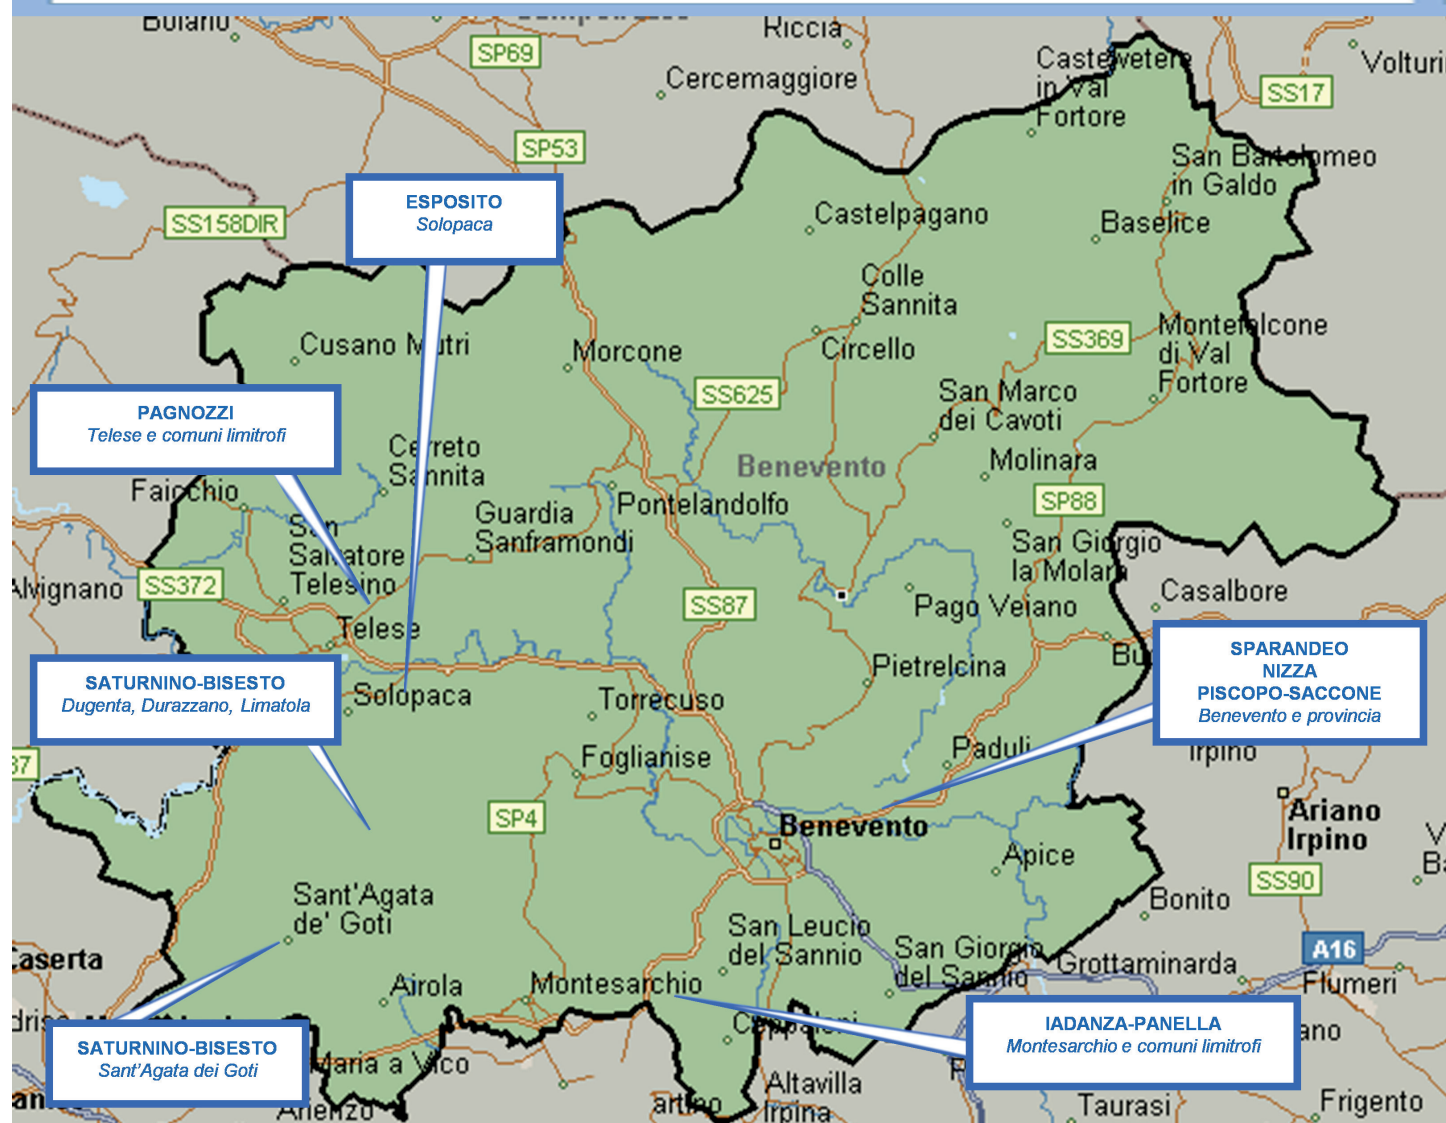 Boiano
Riccia
SP69
Cercemaggiore
Castelvetere
in Val
Fortore
SS17
SP53
San Bartolomeo
in Galdo
ESPOSITO
Solopaca
SS158DIR
Castelpagano
Baselice
Colle
Sannita
Cusano Mutri
Morcone
Circello
SS369
Montefalcone
di Val
Fortore
SS625
San Marco
dei Cavoti
PAGNOZZI
Telese e comuni limitrofi
Cerreto
Sannita
Benevento
Molinara
Faicchio
Pontelandolfo
SP88
Guardia
Sanframondi
San
Salvatore
Telesino
San Giorgio
la Molara
Alvignano
SS372
SS87
Pago Veiano
Casalbore
Telese
Pietrelcina
SPARANDEO
NIZZA
PISCOPO-SACCONE
Benevento e provincia
SATURNINO-BISESTO
Dugenta, Durazzano, Limatola
Solopaca
Torrecuso
Foglianise
Paduli
Irpino
SP4
Benevento
Ariano
Irpino
Apice
SS90
Bonito
Sant'Agata
de' Goti
San Leucio
del Sannio
San Giorgio
del Sannio
A16
Caserta
Grottaminarda
Flumeri
Airola
Montesarchio
Ceppaloni
IADANZA-PANELLA
Montesarchio e comuni limitrofi
SATURNINO-BISESTO
Sant'Agata dei Goti
Maria a Vico
Arienzo
Altavilla
Irpina
Taurasi
Frigento